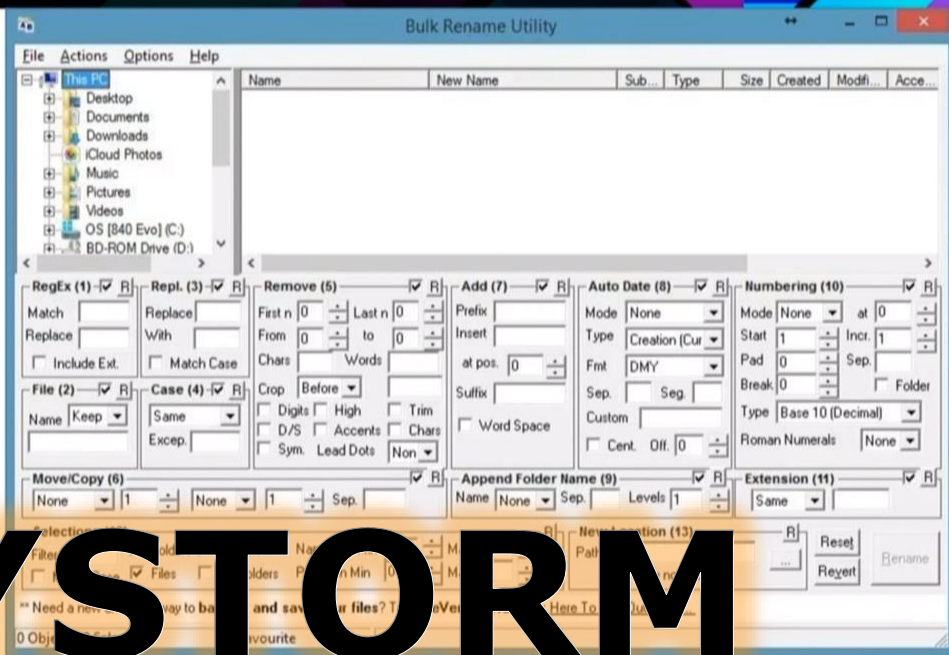 Bulk Rename Utility
File Actions Options Help
This PC
Desktop
Documents
Downloads
iCloud Photos
Music
Pictures
Videos
OS [840 Evo] (C:)
BD-ROM Drive (D:)
Name New Name Sub... Type Size Created Modifi... Acce...
RegEx (1) R
Match
Replace
Include Ext.
Repl. (3) R
Replace
With
Match Case
File (2) R
Name Keep
Case (4) R
Same
Excep.
Remove (5) R
First n 0 Last n 0
From 0 to 0
Chars Words
Crop Before
Digits High Trim
D/S Accents Chars
Sym. Lead Dots Non
Add (7) R
Prefix
Insert
at pos. 0
Suffix
Word Space
Auto Date (8) R
Mode None
Type Creation (Cur
Fmt DMY
Sep. Seg.
Custom
Cent. Off. 0
Numbering (10) R
Mode None at 0
Start 1 Incr. 1
Pad 0 Sep.
Break 0 Folder
Type Base 10 (Decimal)
Roman Numerals None
Move/Copy (6) R
None 1 None 1 Sep.
Append Folder Name (9) R
Name None Sep. Levels 1
Extension (11) R
Same
Filter
Files
Min 0
R
Location (13) R
Path
...
Reset
Revert
Rename
** Need a way to and files?
Here To
0
YSTORM